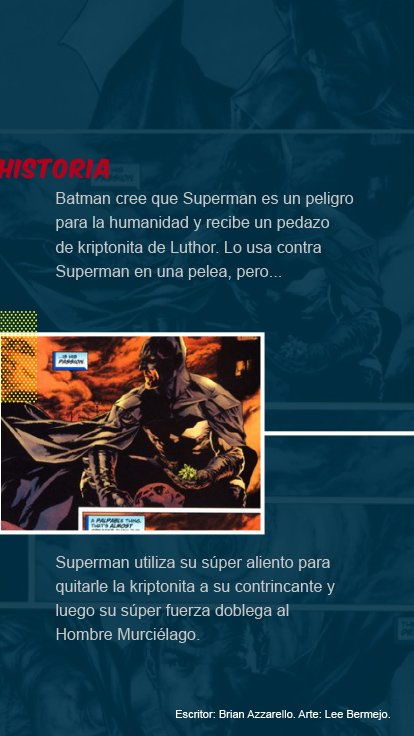 HISTORIA
Batman cree que Superman es un peligro
para la humanidad y recibe un pedazo
de kriptonita de Luthor. Lo usa contra
Superman en una pelea, pero...
...IS HIS
PASSION.
A PALPABLE THING,
THAT'S ALMOST
Superman utiliza su súper aliento para
quitarle la kriptonita a su contrincante y
luego su súper fuerza doblega al
Hombre Murciélago.
Escritor: Brian Azzarello. Arte: Lee Bermejo.